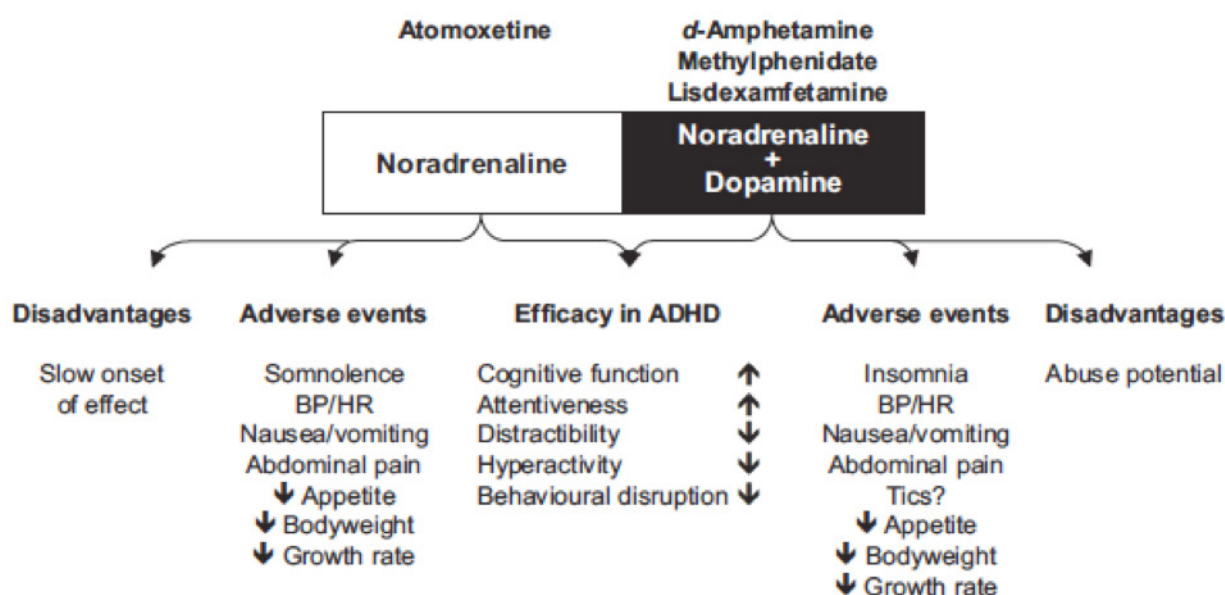 Atomoxetine
d-Amphetamine
Methylphenidate
Lisdexamfetamine
Noradrenaline
Noradrenaline
+
Dopamine
Disadvantages
Slow onset
of effect
Adverse events
Somnolence
BP/HR
Nausea/vomiting
Abdominal pain
↓ Appetite
↓ Bodyweight
↓ Growth rate
Efficacy in ADHD
Cognitive function ↑
Attentiveness ↑
Distractibility ↓
Hyperactivity ↓
Behavioural disruption ↓
Adverse events
Insomnia
BP/HR
Nausea/vomiting
Abdominal pain
Tics?
↓ Appetite
↓ Bodyweight
↓ Growth rate
Disadvantages
Abuse potential